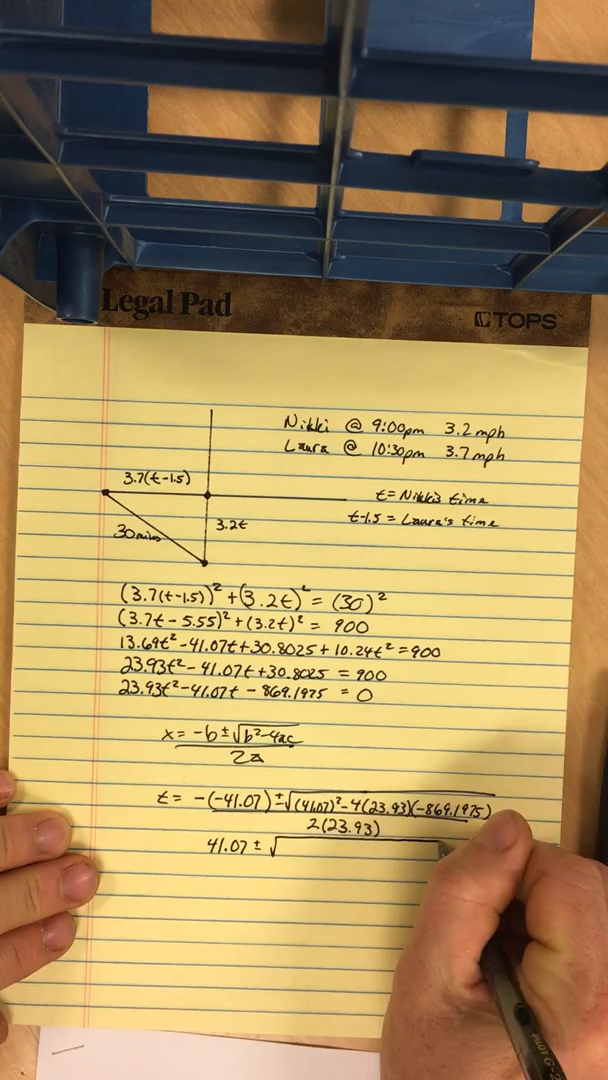 Legal Pad
TOPS
Nikki @ 9:00pm 3.2 mph
Laura @ 10:30pm 3.7 mph
3.7(t-1.5)
t = Nikki's time
t-1.5 = Laura's time
3.2t
30 miles
(3.7(t-1.5))² + (3.2t)² = (30)²
(3.7t - 5.55)² + (3.2t)² = 900
13.69t² - 41.07t + 30.8025 + 10.24t² = 900
23.93t² - 41.07t + 30.8025 = 900
23.93t² - 41.07t - 869.1975 = 0
x = -b ± √b²-4ac
2a
t = -(-41.07) ± √(41.07)² - 4(23.93)(-869.1975)
2(23.93)
41.07 ± √
PILOT G-2